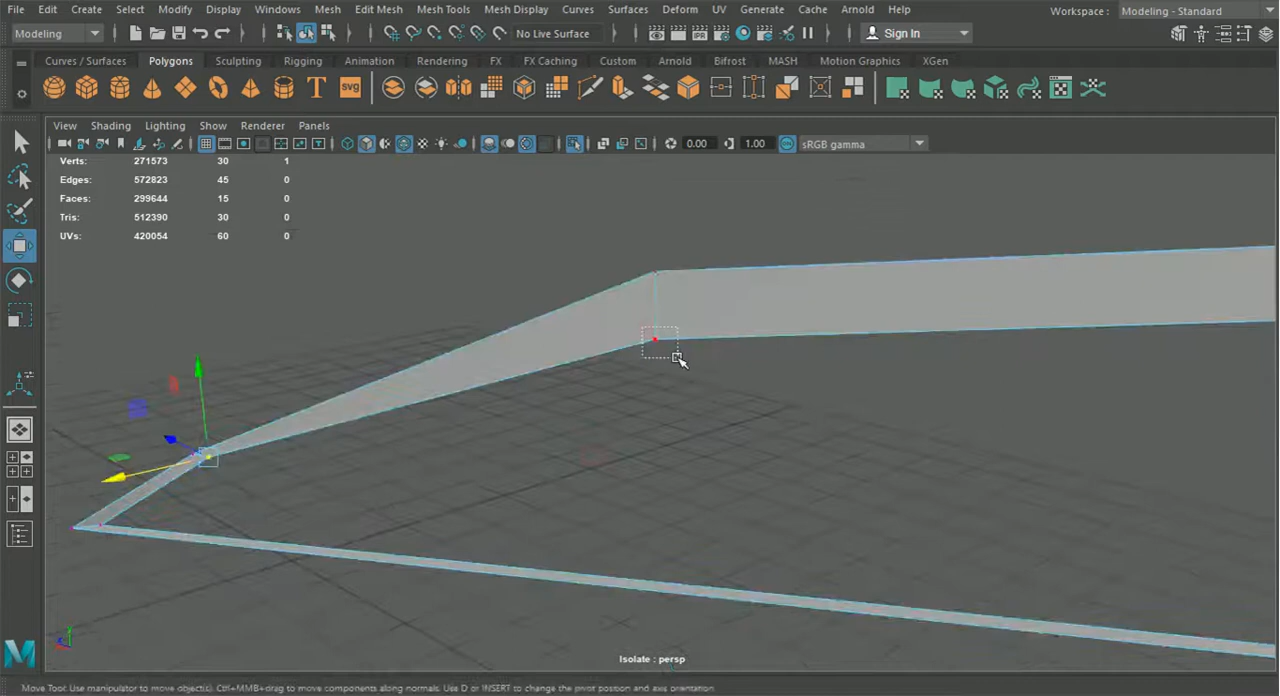 File Edit Create Select Modify Display Windows Mesh Edit Mesh Mesh Tools Mesh Display Curves Surfaces Deform UV Generate Cache Arnold Help Workspace : Modeling - Standard
Modeling No Live Surface Sign In
Curves / Surfaces Polygons Sculpting Rigging Animation Rendering FX FX Caching Custom Arnold Bifrost MASH Motion Graphics XGen
T SVG
View Shading Lighting Show Renderer Panels
0.00 1.00 sRGB gamma
Verts: 271573 30 1
Edges: 572823 45 0
Faces: 299644 15 0
Tris: 512390 30 0
UVs: 420054 60 0
Isolate : persp
Move Tool: Use manipulator to move object(s). Ctrl+MMB+drag to move components along normals. Use D or INSERT to change the pivot position and axis orientation